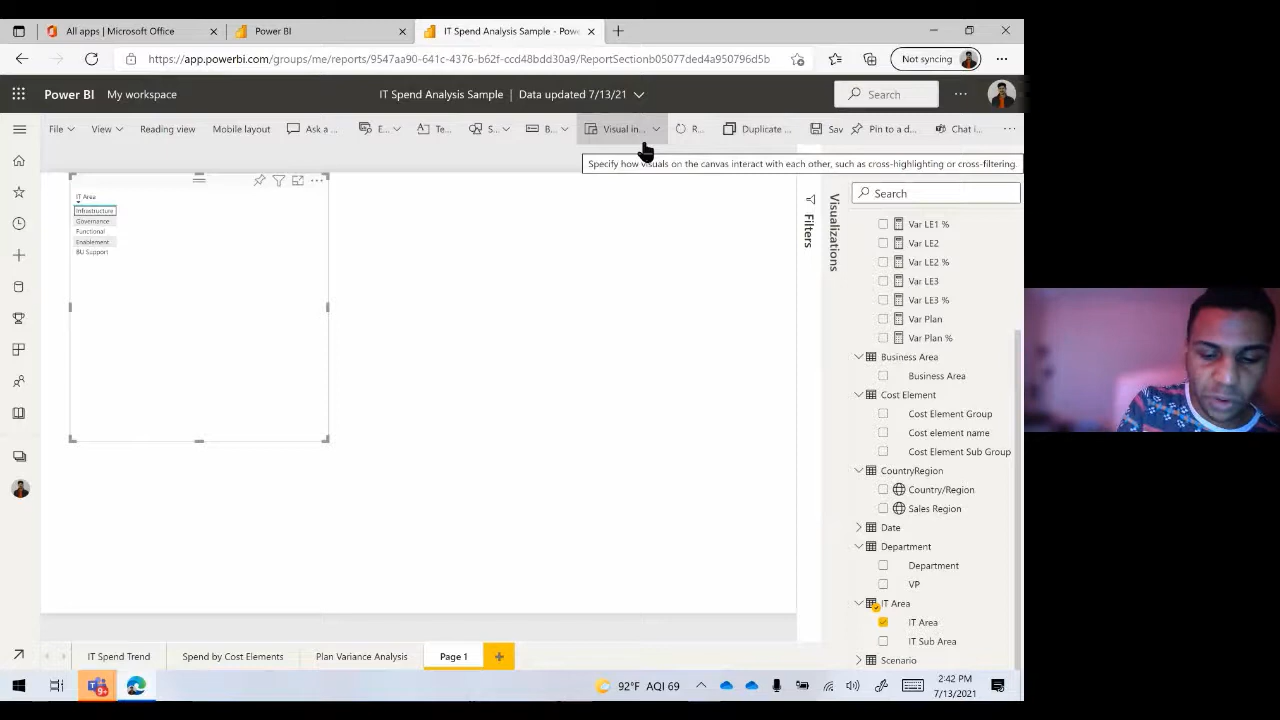 All apps | Microsoft Office
Power BI
IT Spend Analysis Sample - Powe
https://app.powerbi.com/groups/me/reports/9547aa90-641c-4376-b62f-ccd48bdd30a9/ReportSectionb05077ded4a950796d5b
Not syncing
Power BI My workspace
IT Spend Analysis Sample | Data updated 7/13/21
Search
File
View
Reading view
Mobile layout
Ask a ...
E...
Te...
S...
B...
Visual in...
R...
Duplicate ...
Sav
Pin to a d...
Chat i...
Specify how visuals on the canvas interact with each other, such as cross-highlighting or cross-filtering.
IT Area
Infrastructure
Governance
Functional
Enablement
BU Support
Filters
Visualizations
Search
Var LE1 %
Var LE2
Var LE2 %
Var LE3
Var LE3 %
Var Plan
Var Plan %
Business Area
Business Area
Cost Element
Cost Element Group
Cost element name
Cost Element Sub Group
CountryRegion
Country/Region
Sales Region
Date
Department
Department
VP
IT Area
IT Area
IT Sub Area
Scenario
IT Spend Trend
Spend by Cost Elements
Plan Variance Analysis
Page 1
9+
92°F AQI 69
2:42 PM
7/13/2021